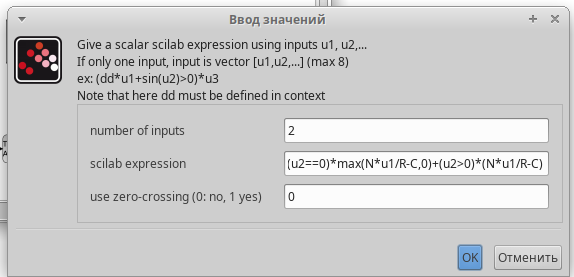 Ввод значений
Give a scalar scilab expression using inputs u1, u2,...
If only one input, input is vector [u1,u2,...] (max 8)
ex: (dd*u1+sin(u2)>0)*u3
Note that here dd must be defined in context
number of inputs
2
scilab expression
(u2==0)*max(N*u1/R-C,0)+(u2>0)*(N*u1/R-C)
use zero-crossing (0: no, 1 yes)
0
OK
Отменить